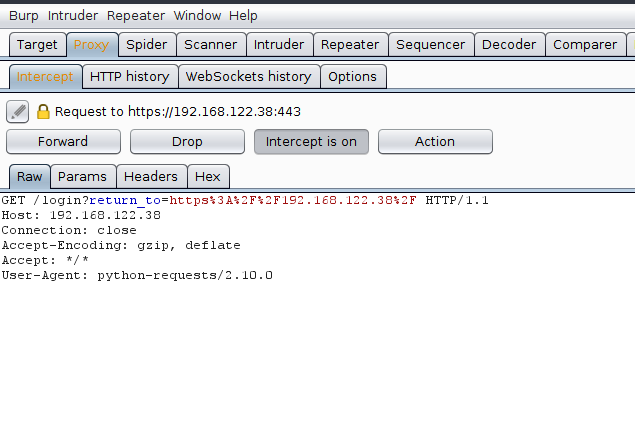 Burp Intruder Repeater Window Help
Target Proxy Spider Scanner Intruder Repeater Sequencer Decoder Comparer
Intercept HTTP history WebSockets history Options
Request to https://192.168.122.38:443
Forward Drop Intercept is on Action
Raw Params Headers Hex
GET /login?return_to=https%3A%2F%2F192.168.122.38%2F HTTP/1.1
Host: 192.168.122.38
Connection: close
Accept-Encoding: gzip, deflate
Accept: */*
User-Agent: python-requests/2.10.0